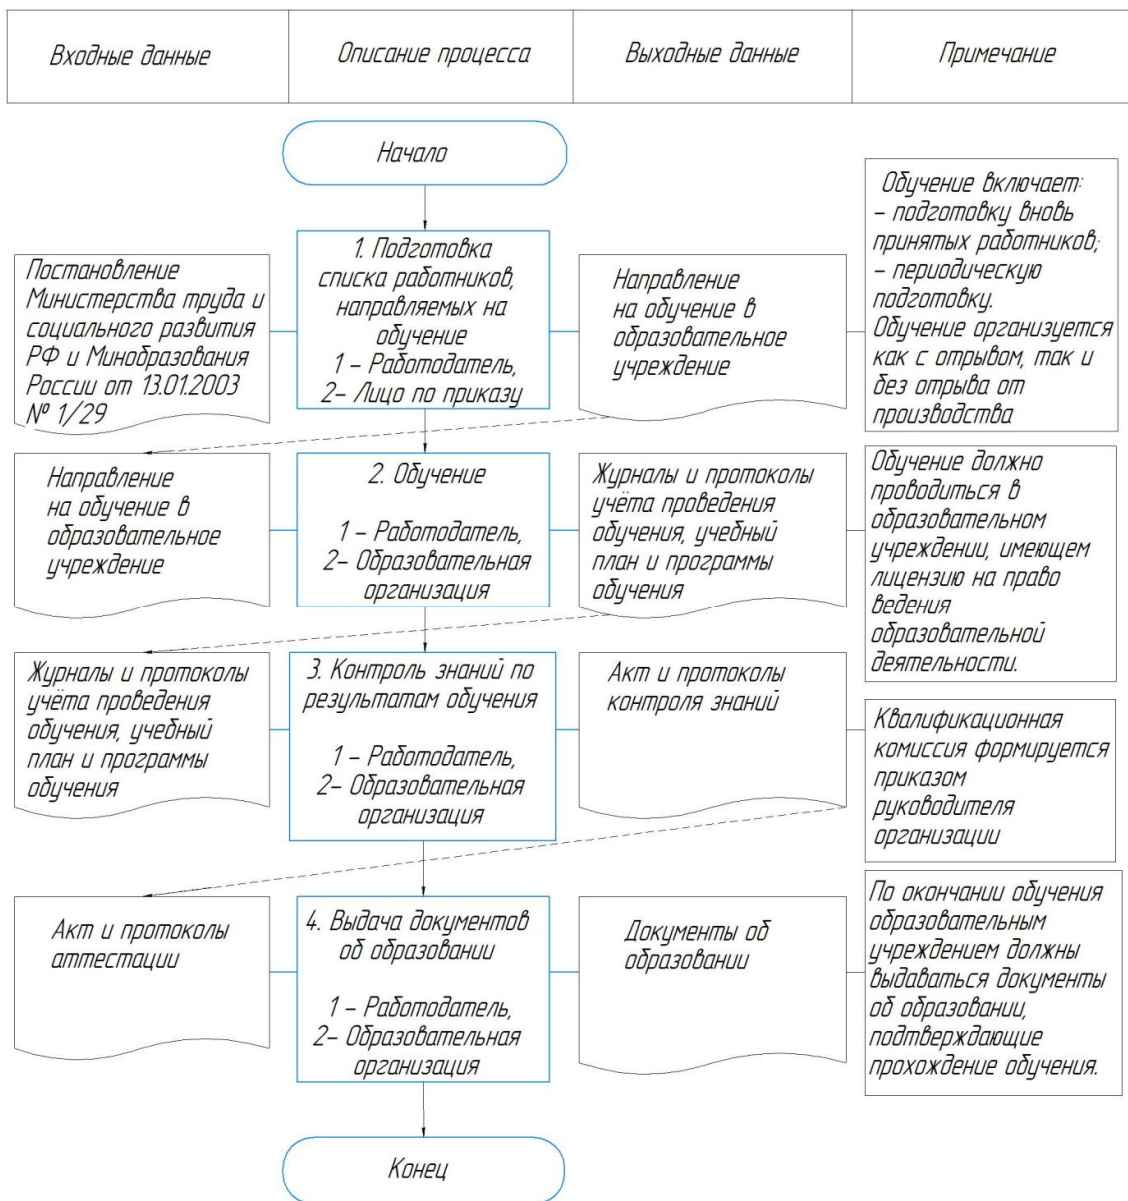 Входные данные
Описание процесса
Выходные данные
Примечание
Начало
Постановление
Министерства труда и
социального развития
РФ и Минобразования
России от 13.01.2003
№ 1/29
1. Подготовка
списка работников,
направляемых на
обучение
1 – Работодатель,
2– Лицо по приказу
Направление
на обучение в
образовательное
учреждение
Обучение включает:
– подготовку вновь
принятых работников;
– периодическую
подготовку.
Обучение организуется
как с отрывом, так и
без отрыва от
производства
Направление
на обучение в
образовательное
учреждение
2. Обучение
1 – Работодатель,
2– Образовательная
организация
Журналы и протоколы
учёта проведения
обучения, учебный
план и программы
обучения
Обучение должно
проводиться в
образовательном
учреждении, имеющем
лицензию на право
ведения
образовательной
деятельности.
Журналы и протоколы
учёта проведения
обучения, учебный
план и программы
обучения
3. Контроль знаний по
результатам обучения
1 – Работодатель,
2– Образовательная
организация
Акт и протоколы
контроля знаний
Квалификационная
комиссия формируется
приказом
руководителя
организации
Акт и протоколы
аттестации
4. Выдача документов
об образовании
1 – Работодатель,
2– Образовательная
организация
Документы об
образовании
По окончании обучения
образовательным
учреждением должны
выдаваться документы
об образовании,
подтверждающие
прохождение обучения.
Конец